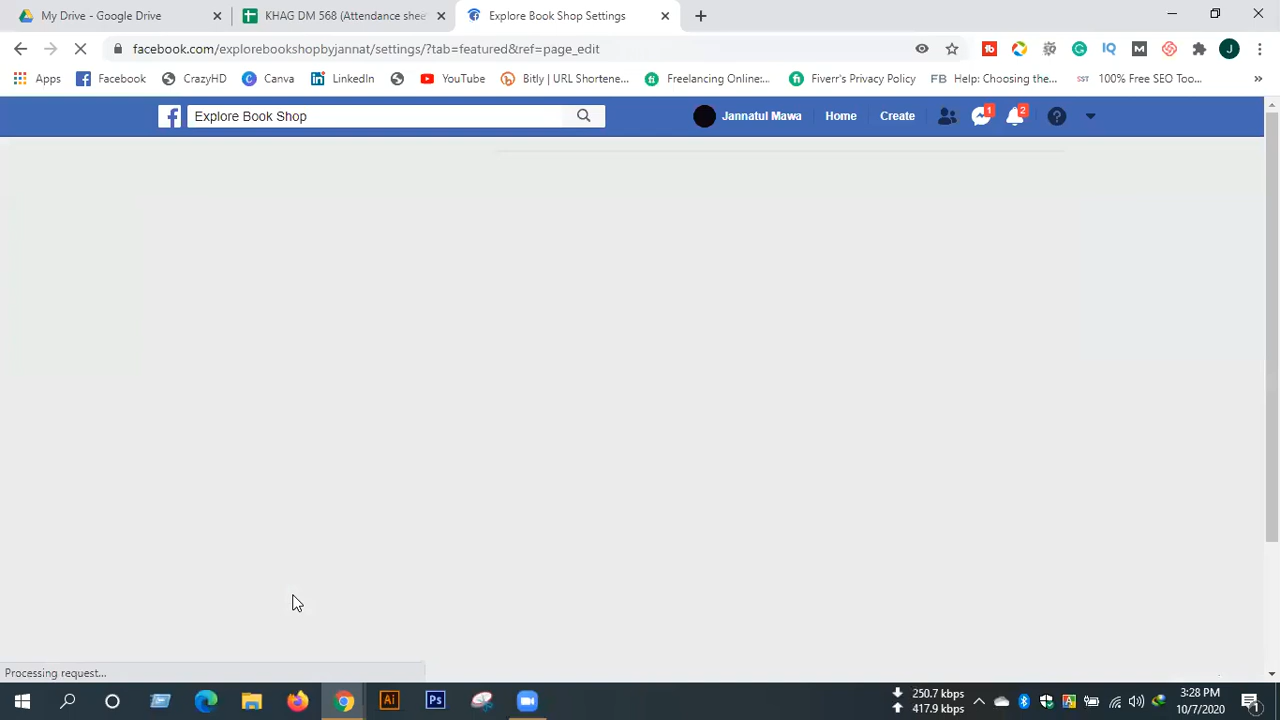 My Drive - Google Drive
KHAG DM 568 (Attendance shee
Explore Book Shop Settings
facebook.com/explorebookshopbyjannat/settings/?tab=featured&ref=page_edit
Apps
Facebook
CrazyHD
Canva
LinkedIn
YouTube
Bitly | URL Shortene...
Freelancing Online:...
Fiverr's Privacy Policy
FB Help: Choosing the...
SST 100% Free SEO Too...
Explore Book Shop
Jannatul Mawa
Home
Create
1
2
Processing request...
250.7 kbps
417.9 kbps
3:28 PM
10/7/2020
1